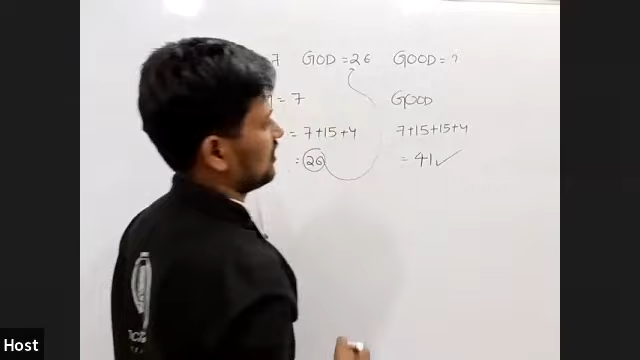 7 GOD = 26 GOOD = ?
= 7 GOOD
= 7+15+4 7+15+15+4
= 26 = 41 ✓
Host